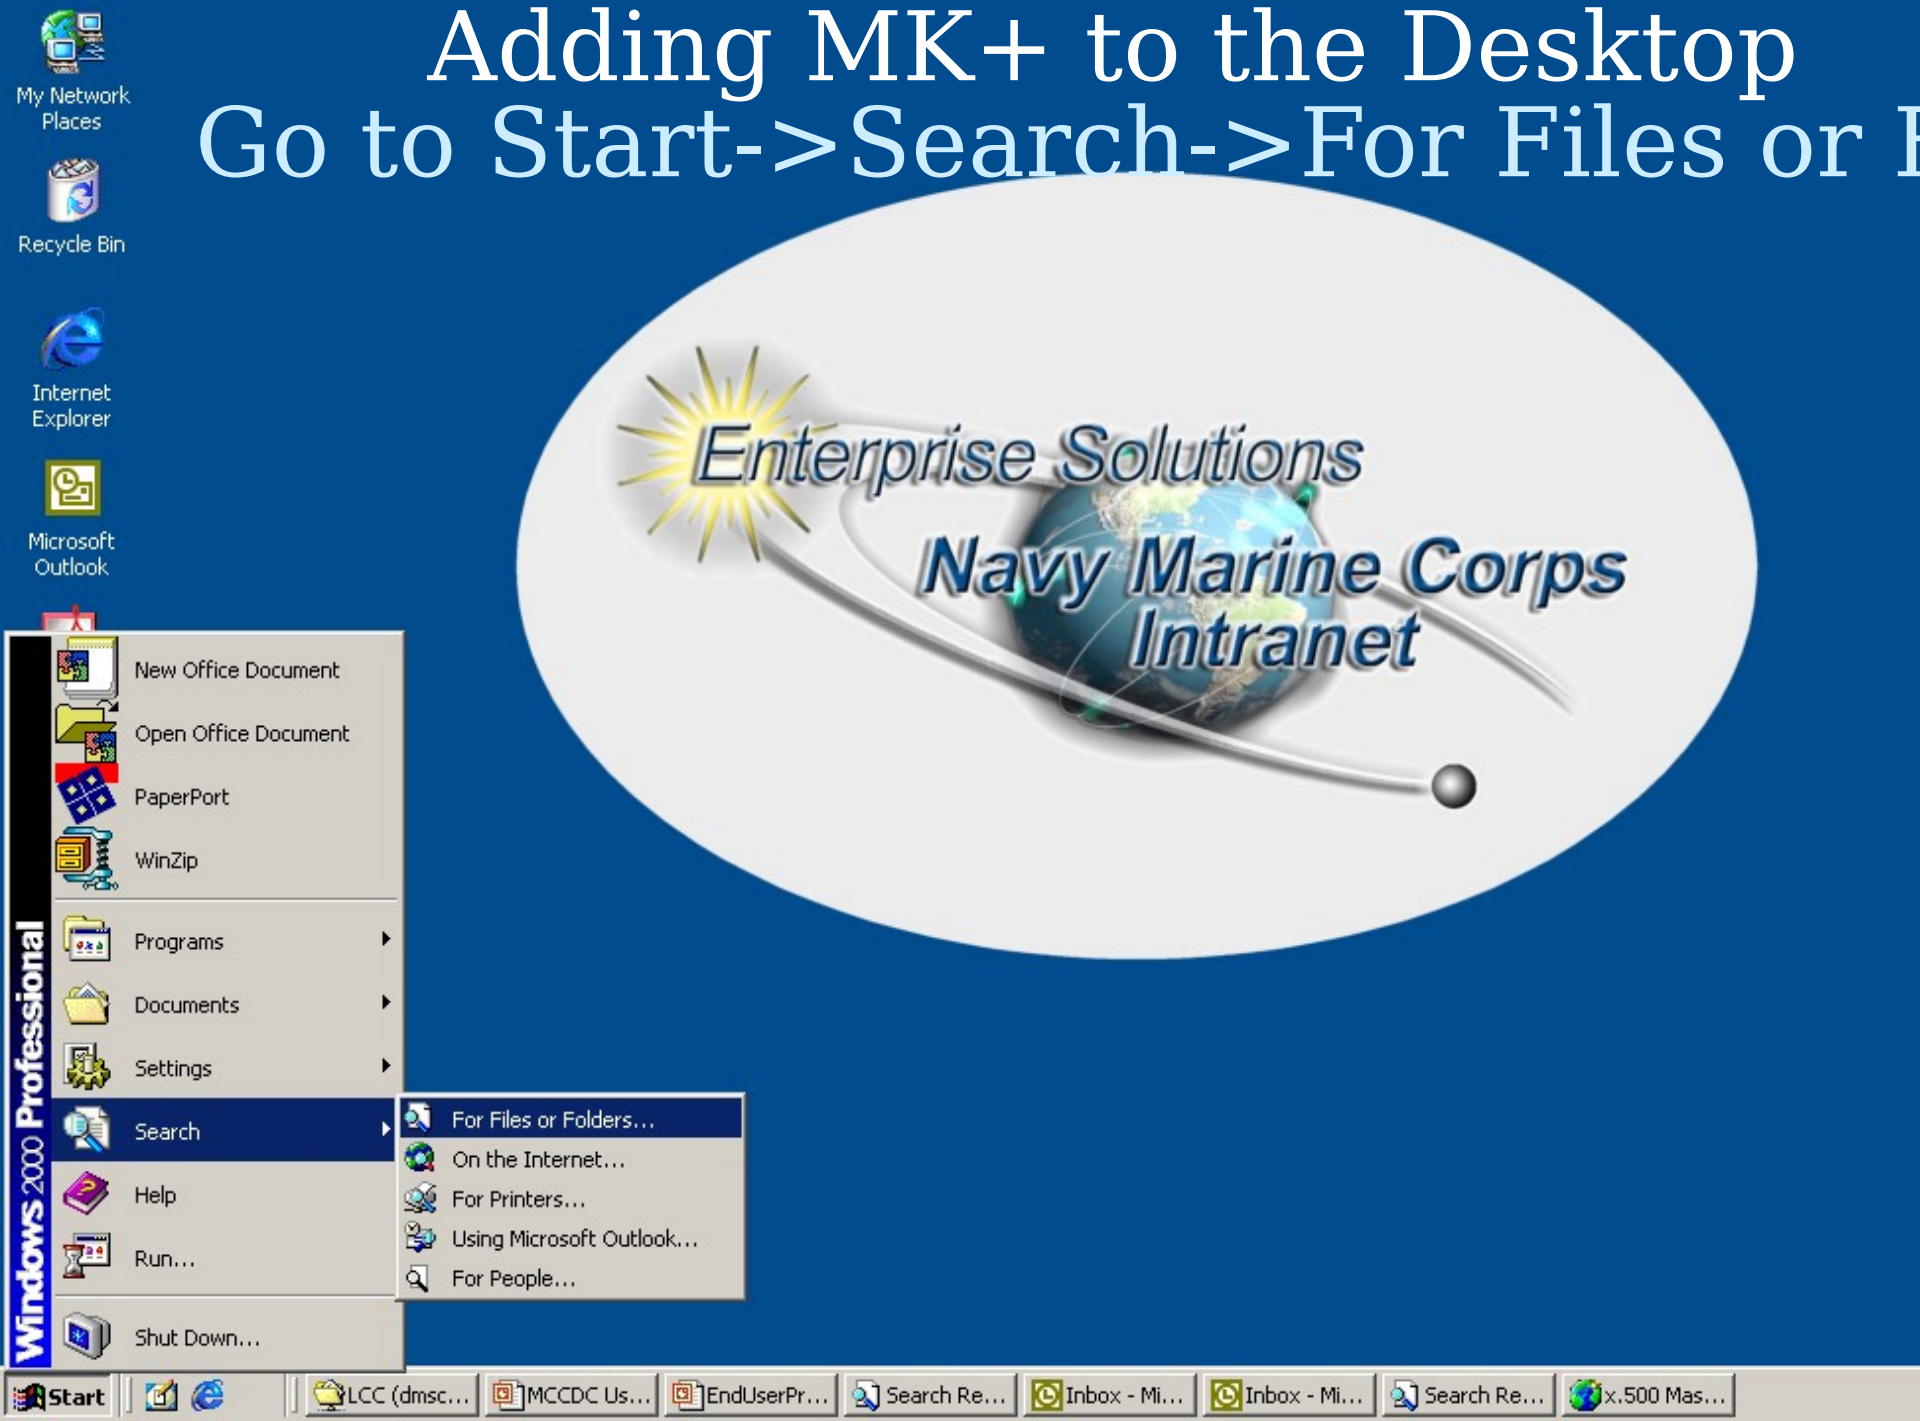 Adding MK+ to the Desktop
Go to Start->Search->For Files or
My Network
Places
Recycle Bin
Internet
Explorer
Microsoft
Outlook
Enterprise Solutions
Navy Marine Corps
Intranet
New Office Document
Open Office Document
PaperPort
WinZip
Programs
Documents
Settings
Search
Help
Run...
Shut Down...
Windows 2000 Professional
For Files or Folders...
On the Internet...
For Printers...
Using Microsoft Outlook...
For People...
Start
LCC (dmsc...
MCCDC Us...
EndUserPr...
Search Re...
Inbox - Mi...
Inbox - Mi...
Search Re...
x.500 Mas...